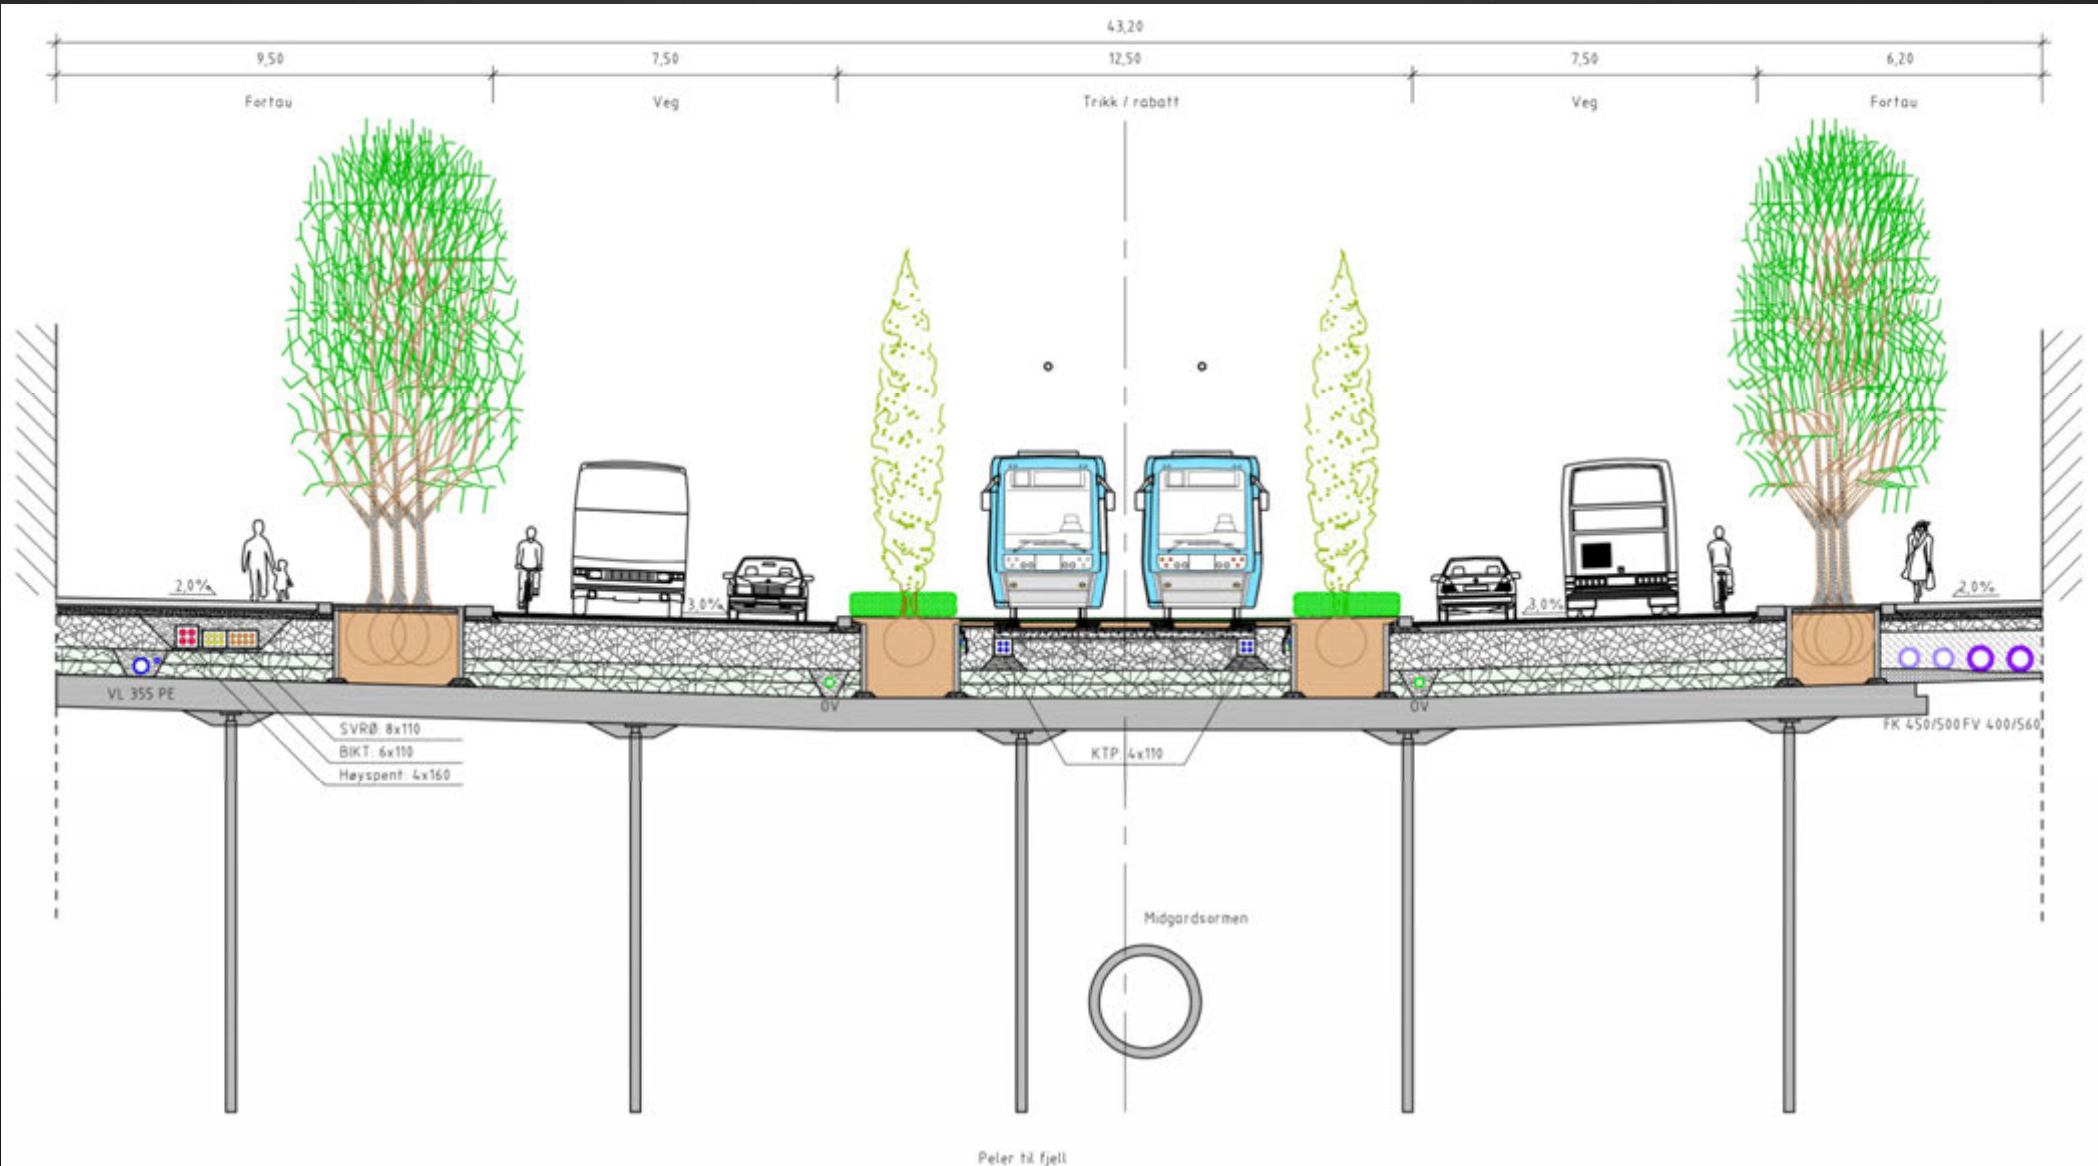 43,20
9,50
7,50
12,50
7,50
6,20
Fortau
Veg
Trikk / rabatt
Veg
Fortau
2,0%
3,0%
3,0%
2,0%
VL 355 PE
OV
OV
SVRØ: 8x110
BIKT: 6x110
Høyspent: 4x160
KTP: 4x110
FK 450/500 FV 400/560
Midgardsormen
Peler til fjell